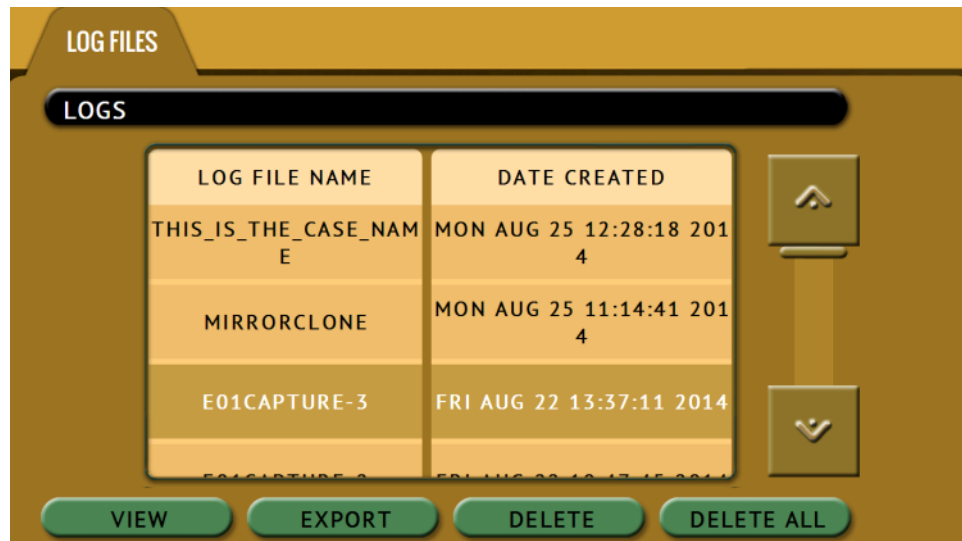 LOG FILES
LOGS
LOG FILE NAME DATE CREATED
THIS_IS_THE_CASE_NAM MON AUG 25 12:28:18 201
E 4
MIRRORCLONE MON AUG 25 11:14:41 201
4
E01CAPTURE-3 FRI AUG 22 13:37:11 2014
VIEW EXPORT DELETE DELETE ALL